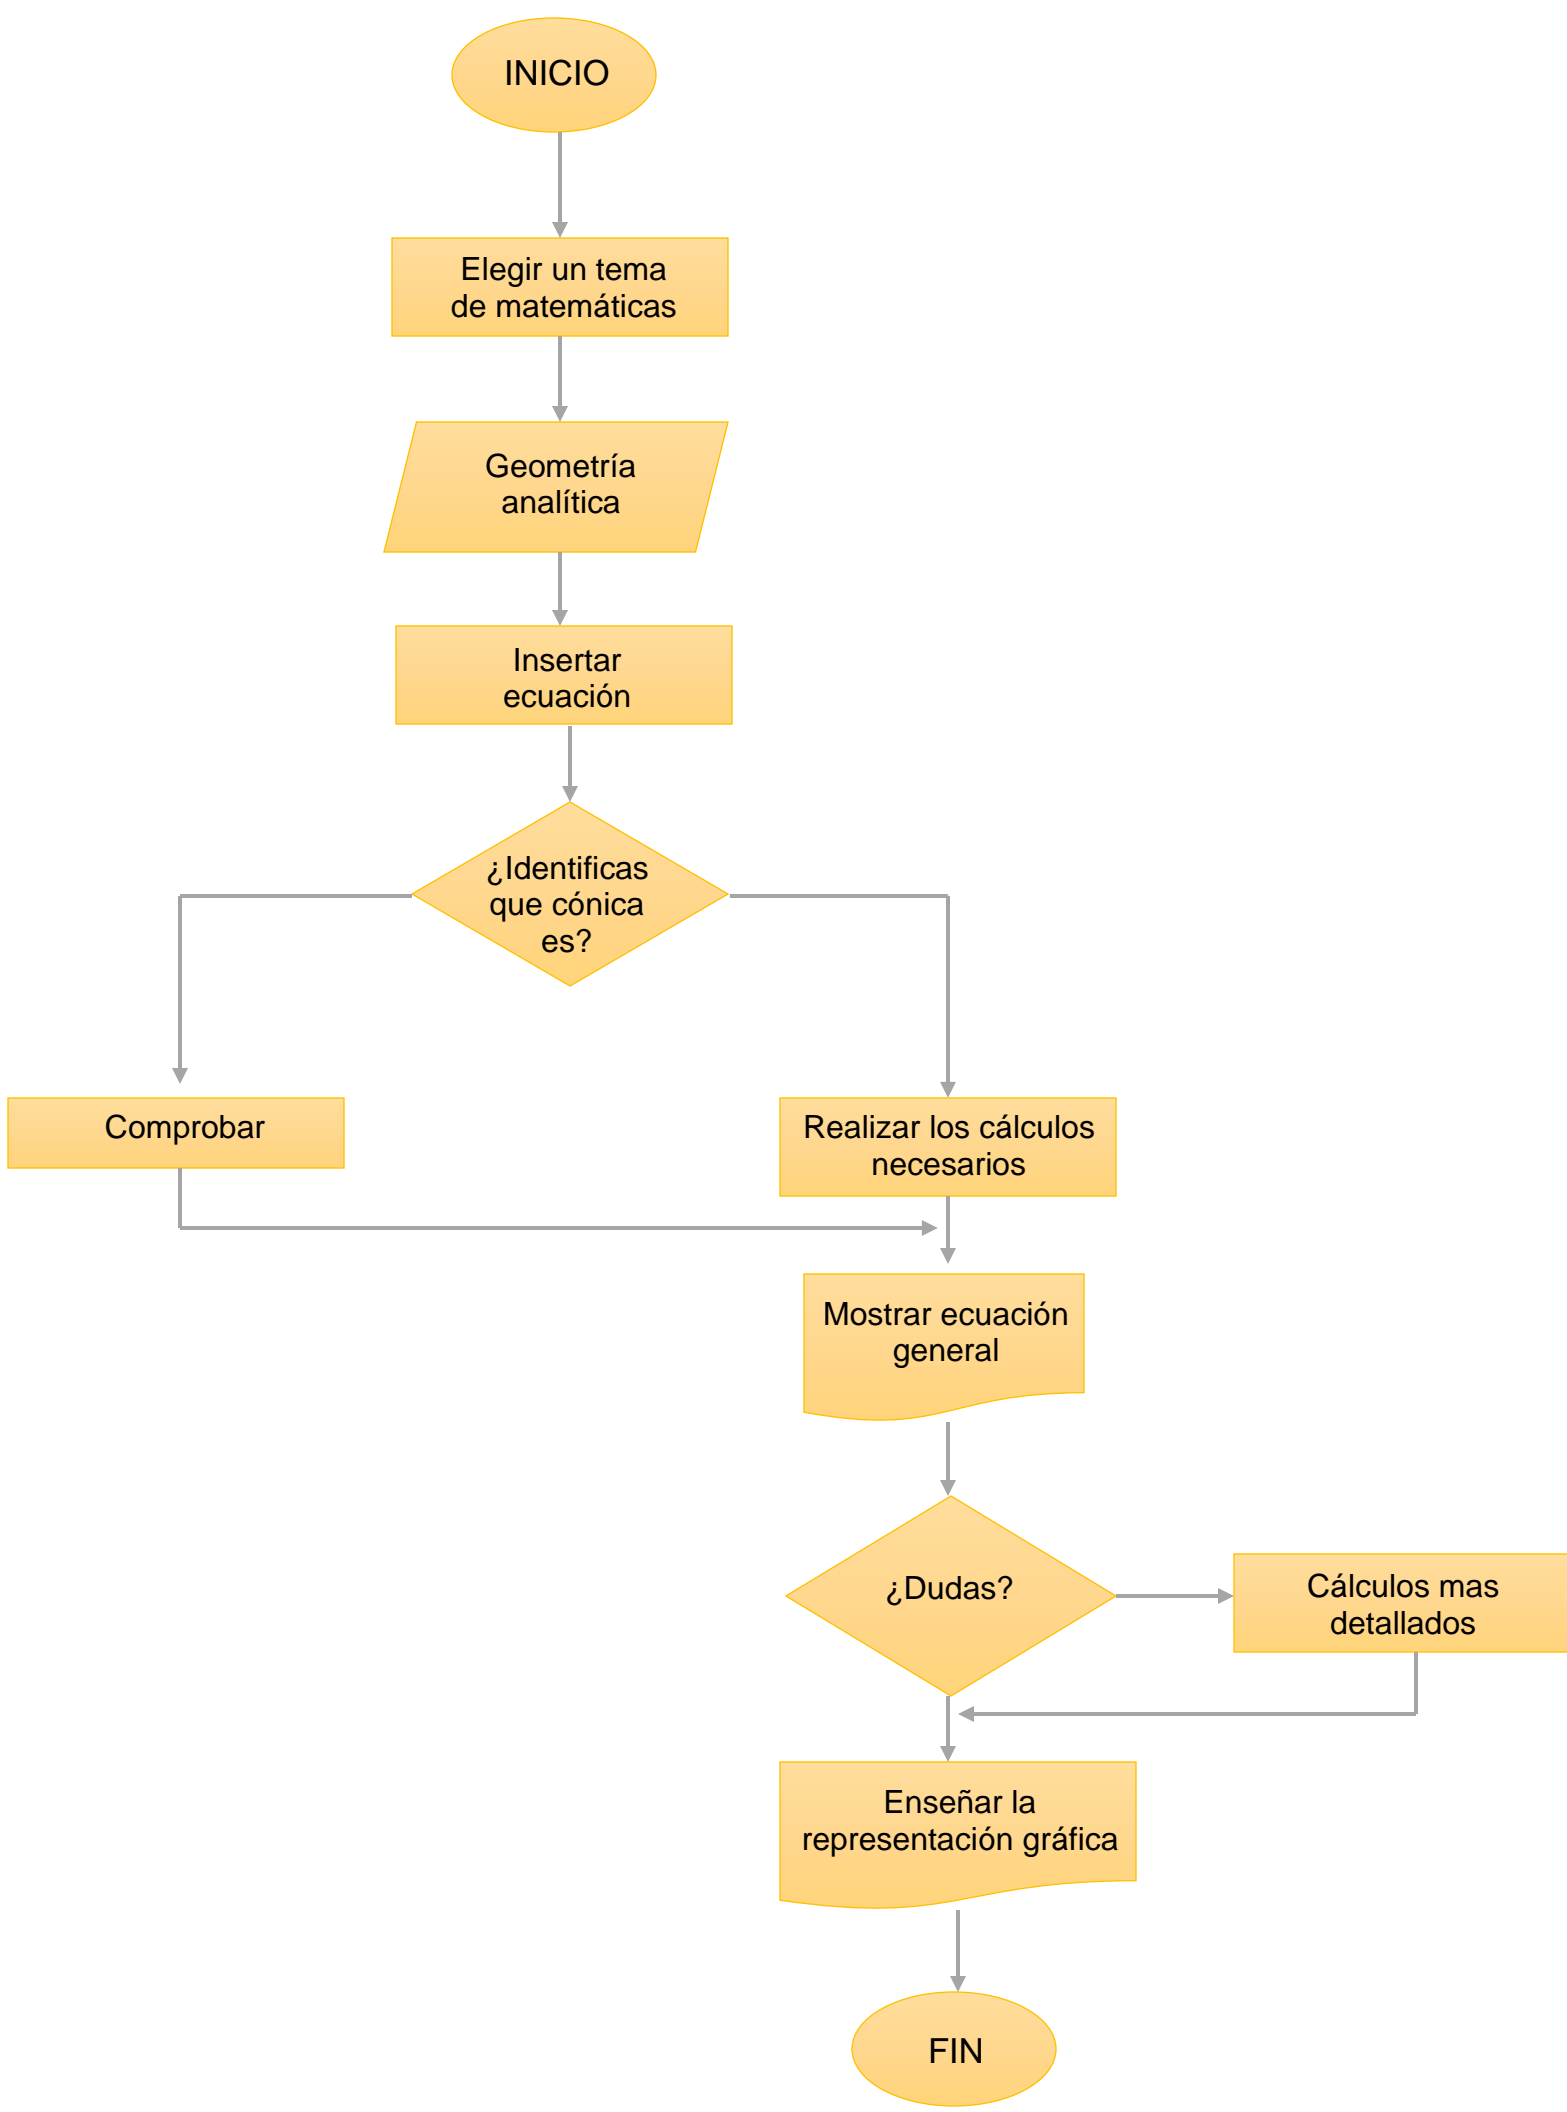 INICIO
Elegir un tema
de matemáticas
Geometría
analítica
Insertar
ecuación
¿Identificas
que cónica
es?
Comprobar
Realizar los cálculos
necesarios
Mostrar ecuación
general
¿Dudas?
Cálculos mas
detallados
Enseñar la
representación gráfica
FIN